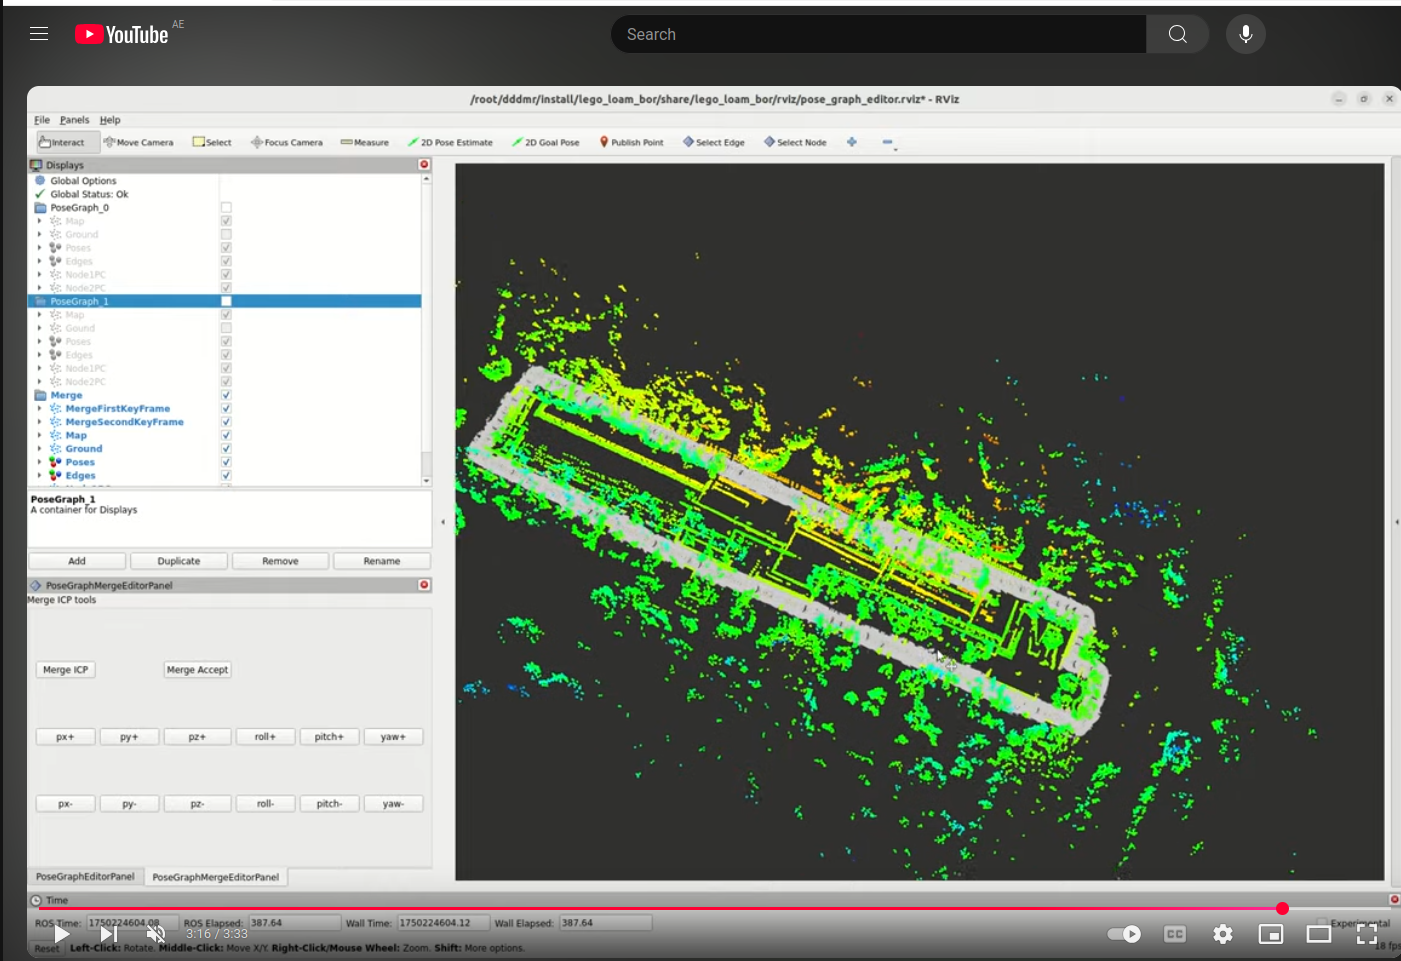 YouTube AE
Search
/root/dddmr/install/lego_loam_bor/share/lego_loam_bor/rviz/pose_graph_editor.rviz* - RViz
File Panels Help
Interact Move Camera Select Focus Camera Measure 2D Pose Estimate 2D Goal Pose Publish Point Select Edge Select Node
Displays
Global Options
Global Status: Ok
PoseGraph_0
Map
Ground
Poses
Edges
Node1PC
Node2PC
PoseGraph_1
Map
Gound
Poses
Edges
Node1PC
Node2PC
Merge
MergeFirstKeyFrame
MergeSecondKeyFrame
Map
Ground
Poses
Edges
PoseGraph_1
A container for Displays
Add Duplicate Remove Rename
PoseGraphMergeEditorPanel
Merge ICP tools
Merge ICP Merge Accept
px+ py+ pz+ roll+ pitch+ yaw+
px- py- pz- roll- pitch- yaw-
PoseGraphEditorPanel PoseGraphMergeEditorPanel
Time
ROS Time: 1750224604.08 ROS Elapsed: 387.64 Wall Time: 1750224604.12 Wall Elapsed: 387.64 Experimental
3:16 / 3:33 CC
Reset Left-Click: Rotate. Middle-Click: Move X/Y. Right-Click/Mouse Wheel: Zoom. Shift: More options. 18 fps